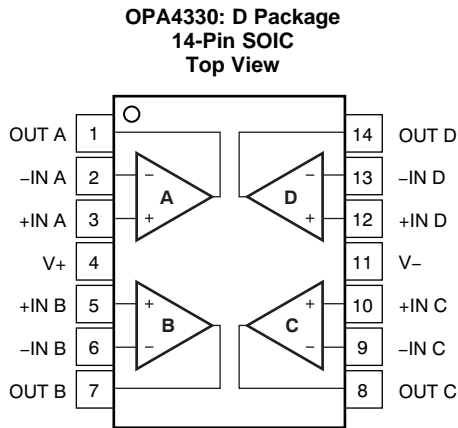 OPA4330: D Package
14-Pin SOIC
Top View
OUT A 1 14 OUT D
−IN A 2 − − 13 −IN D
A D
+IN A 3 + + 12 +IN D
V+ 4 11 V−
+IN B 5 + + 10 +IN C
B C
−IN B 6 − − 9 −IN C
OUT B 7 8 OUT C